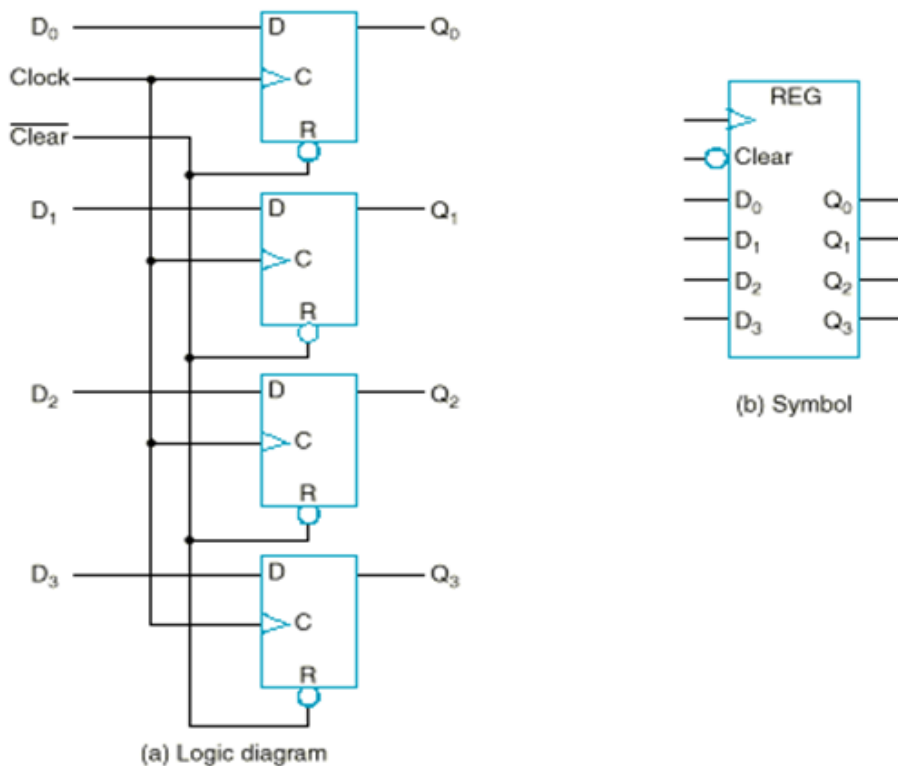 D₀ D Q₀
Clock C
C̅l̅e̅a̅r̅ R
D₁ D Q₁
C
R
D₂ D Q₂
C
R
D₃ D Q₃
C
R
(a) Logic diagram
REG
Clear
D₀ Q₀
D₁ Q₁
D₂ Q₂
D₃ Q₃
(b) Symbol